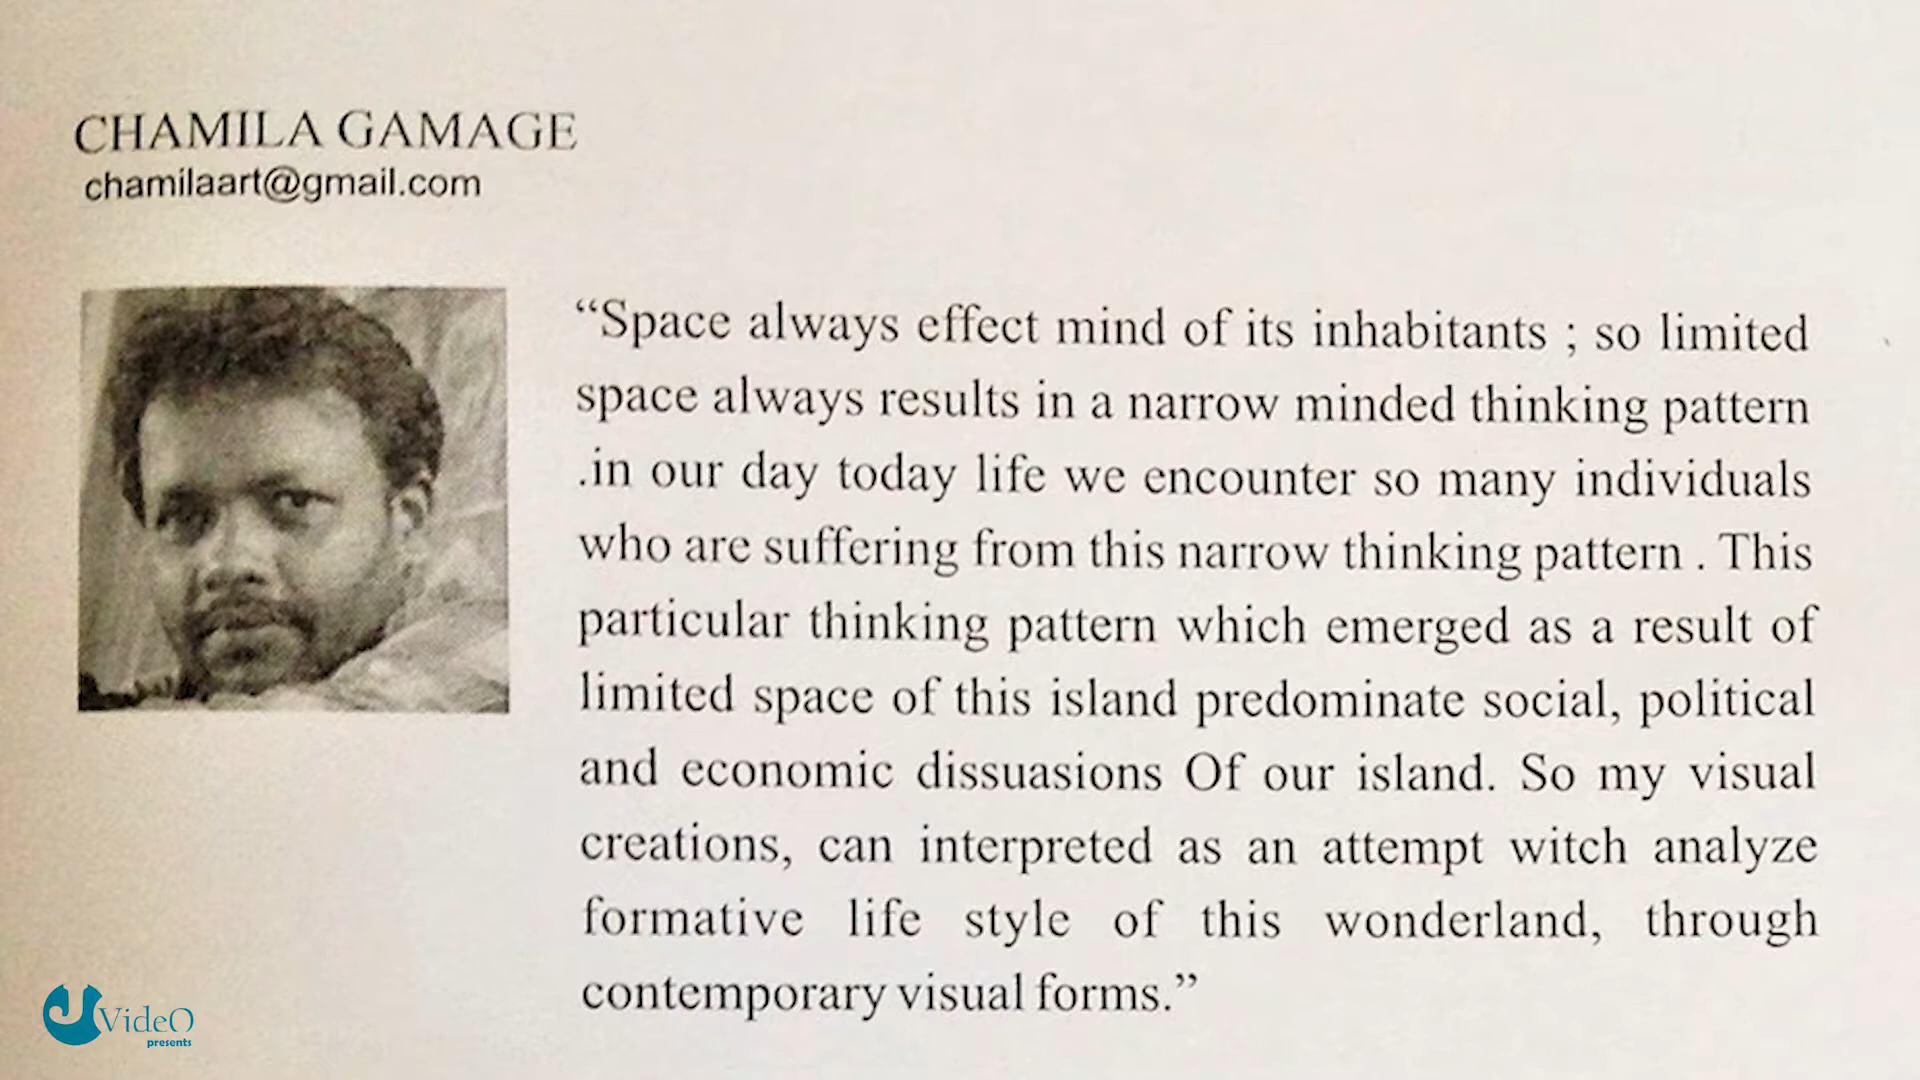 CHAMILA GAMAGE
chamilaart@gmail.com
“Space always effect mind of its inhabitants ; so limited
space always results in a narrow minded thinking pattern
.in our day today life we encounter so many individuals
who are suffering from this narrow thinking pattern . This
particular thinking pattern which emerged as a result of
limited space of this island predominate social, political
and economic dissuasions Of our island. So my visual
creations, can interpreted as an attempt witch analyze
formative life style of this wonderland, through
contemporary visual forms.”
VideO
presents